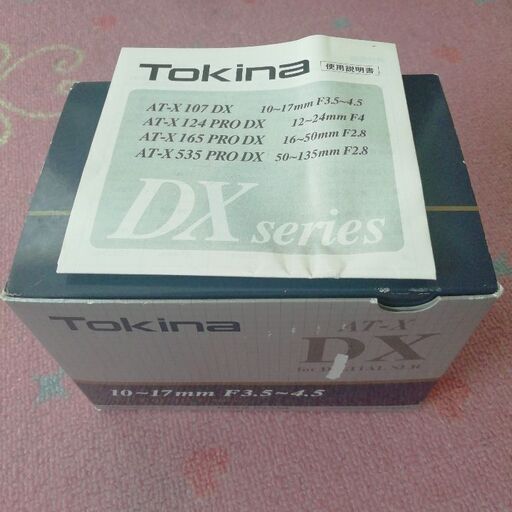 Tokina
使用説明書
AT-X 107 DX 10~17mm F3.5~4.5
AT-X 124 PRO DX 12~24mm F4
AT-X 165 PRO DX 16~50mm F2.8
AT-X 535 PRO DX 50~135mm F2.8
DX series
Tokina
AT-X
DX
for DIGITAL SLR
10~17mm F3.5~4.5